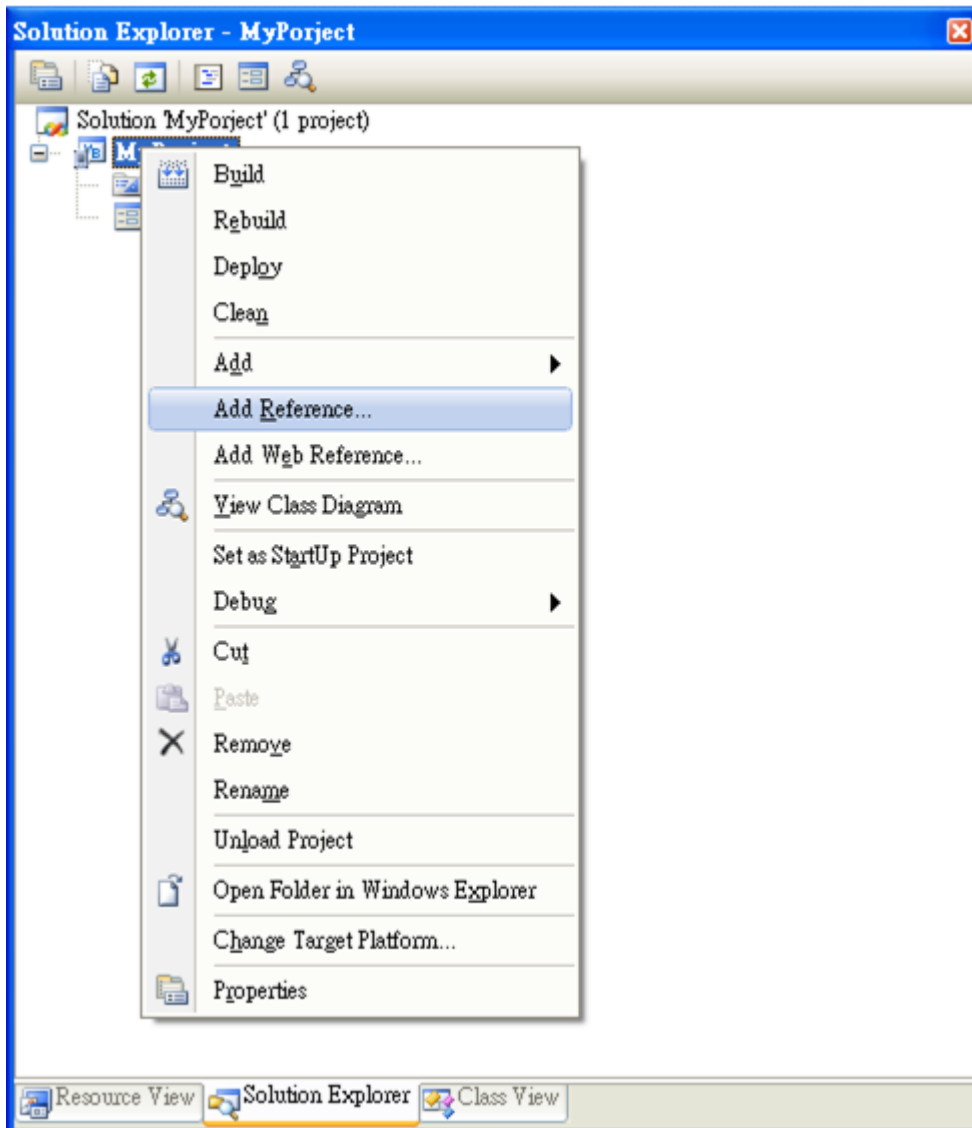 Solution Explorer - MyPorject
Solution 'MyPorject' (1 project)
Build
Rebuild
Deploy
Clean
Add
Add Reference...
Add Web Reference...
View Class Diagram
Set as StartUp Project
Debug
Cut
Paste
Remove
Rename
Unload Project
Open Folder in Windows Explorer
Change Target Platform...
Properties
Resource View Solution Explorer Class View